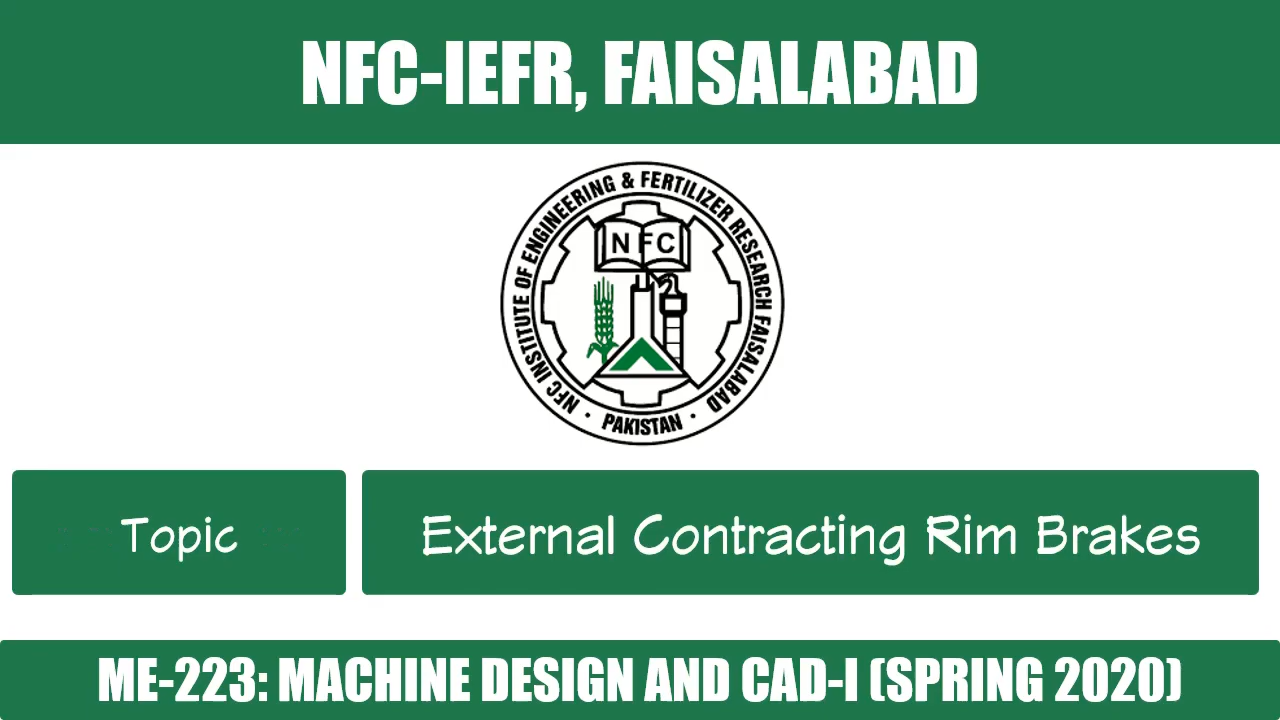 NFC-IEFR, FAISALABAD
NFC INSTITUTE OF ENGINEERING & FERTILIZER RESEARCH FAISALABAD
NFC
· PAKISTAN ·
Topic
External Contracting Rim Brakes
ME-223: MACHINE DESIGN AND CAD-I (SPRING 2020)